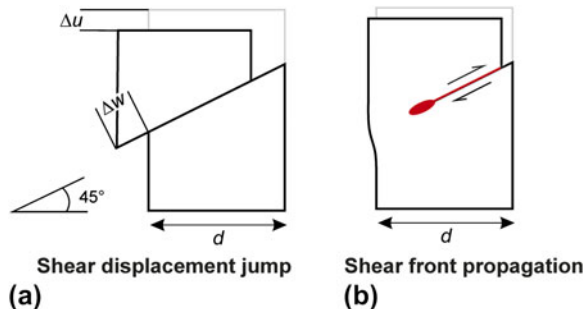 Δu
Δw
45°
d
d
Shear displacement jump
Shear front propagation
(a)
(b)